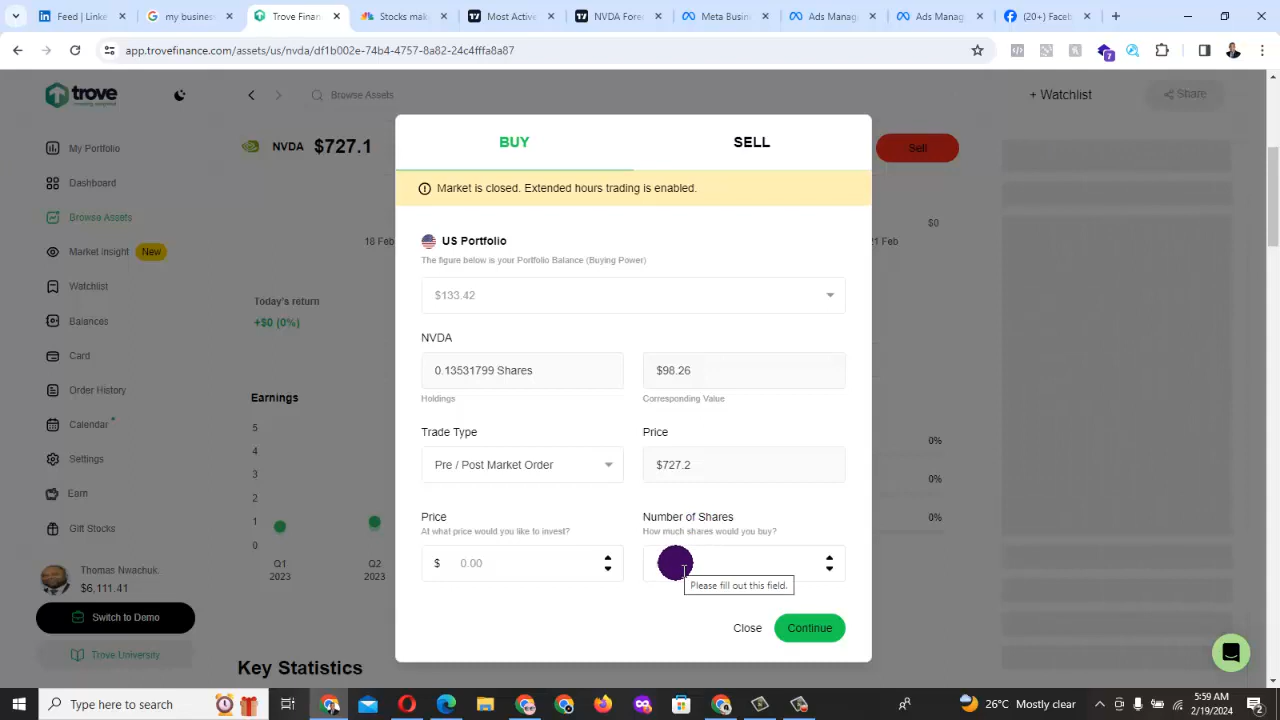 Feed | Lin
my business
Trove Finan
Stocks mak
Most Active
NVDA Fore
Meta Busin
Ads Manag
Ads Manag
(20+) Faceb
app.trovefinance.com/assets/us/nvda/df1b002e-74b4-4757-8a82-24c4fffa8a87
7
trove
Browse Assets
+ Watchlist
Share
My Portfolio
Dashboard
Browse Assets
Market insight New
Watchlist
Balances
Card
Order History
Calendar
Settings
Earn
Gift Stocks
Thomas Nwachuk..
$6,111.41
Switch to Demo
Trove University
NVDA $727.1
Sell
$0
18 Feb
21 Feb
Today's return
+$0 (0%)
Earnings
5
4
3
2
1
0
Q1
2023
Q2
2023
0%
0%
0%
Key Statistics
BUY
SELL
Market is closed. Extended hours trading is enabled.
US Portfolio
The figure below is your Portfolio Balance (Buying Power)
$133.42
NVDA
0.13531799 Shares
$98.26
Holdings
Corresponding Value
Trade Type
Price
Pre / Post Market Order
$727.2
Price
Number of Shares
At what price would you like to invest?
How much shares would you buy?
$ 0.00
Please fill out this field.
Close
Continue
Type here to search
26°C Mostly clear
5:59 AM
2/19/2024
2